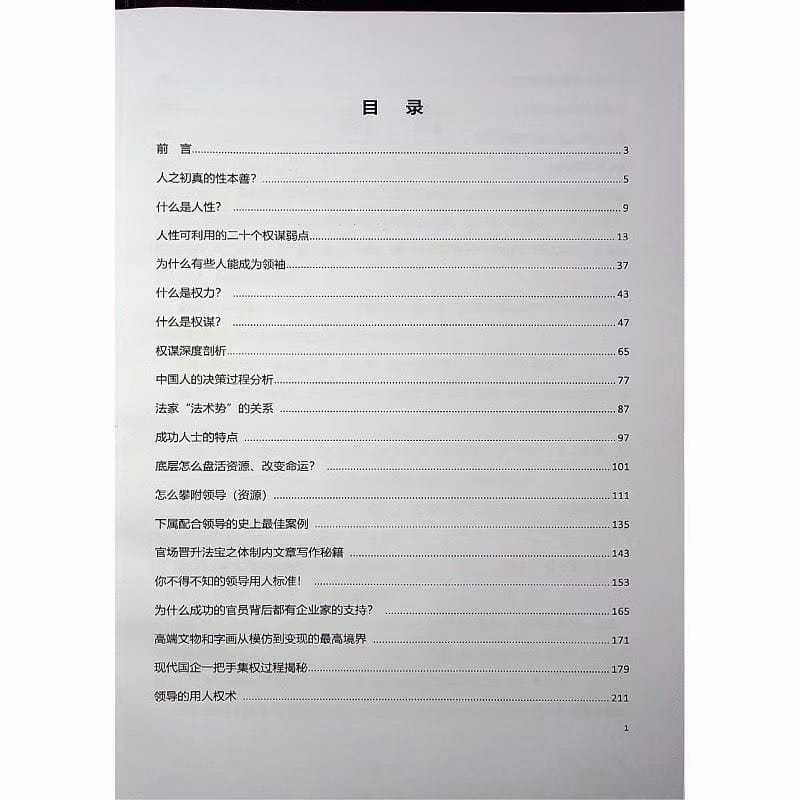 目 录
前 言........3
人之初真的性本善？........5
什么是人性？........9
人性可利用的二十个权谋弱点........13
为什么有些人能成为领袖........37
什么是权力？........43
什么是权谋？........47
权谋深度剖析........65
中国人的决策过程分析........77
法家“法术势”的关系........87
成功人士的特点........97
底层怎么盘活资源、改变命运？........101
怎么攀附领导（资源）........111
下属配合领导的史上最佳案例........135
官场晋升法宝之体制内文章写作秘籍........143
你不得不知的领导用人标准！........153
为什么成功的官员背后都有企业家的支持？........165
高端文物和字画从模仿到变现的最高境界........171
现代国企一把手集权过程揭秘........179
领导的用人权术........211
1